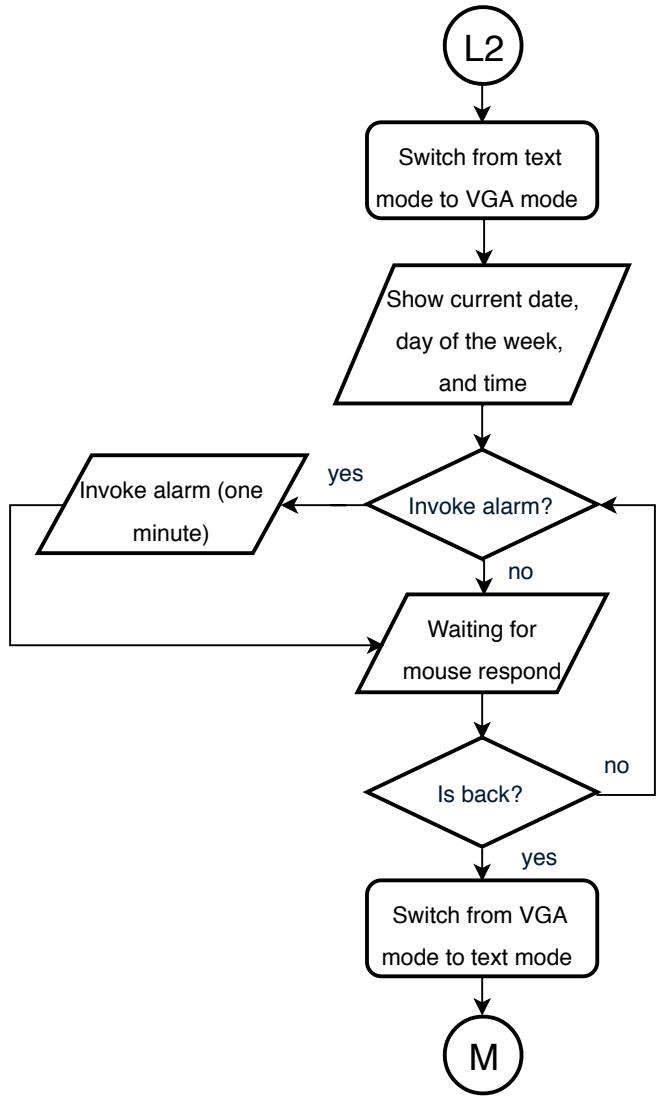 L2
Switch from text
mode to VGA mode
Show current date,
day of the week,
and time
Invoke alarm?
yes
Invoke alarm (one
minute)
no
Waiting for
mouse respond
Is back?
no
yes
Switch from VGA
mode to text mode
M